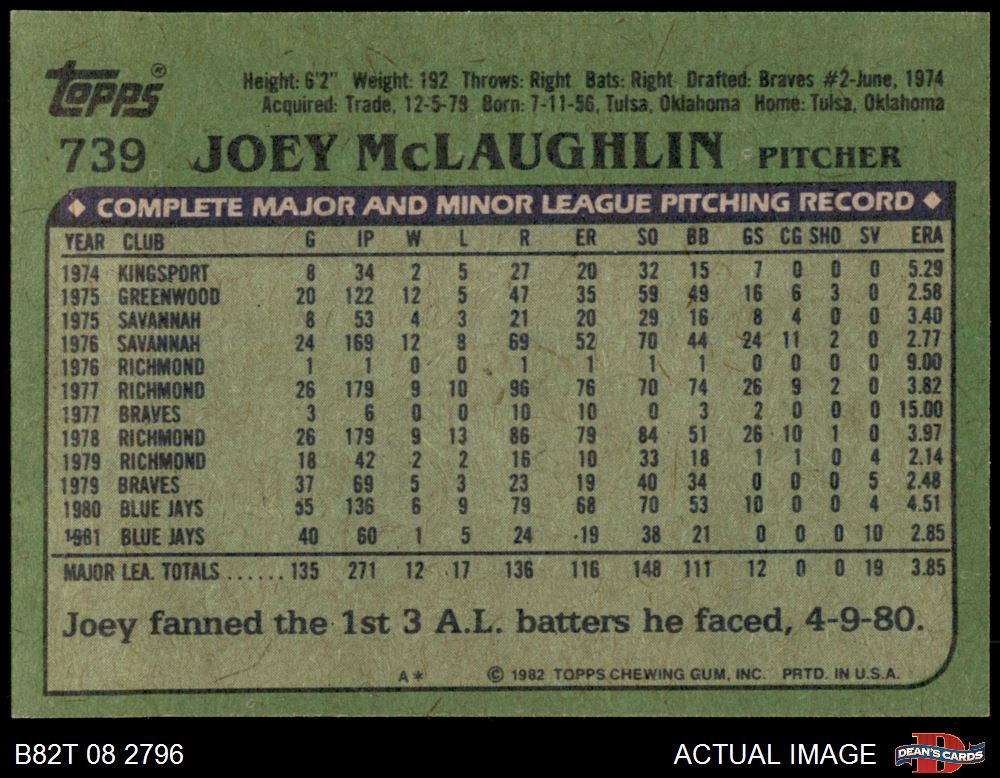 Topps®
Height: 6'2" Weight: 192 Throws: Right Bats: Right Drafted: Braves #2-June, 1974
Acquired: Trade, 12-5-79 Born: 7-11-56, Tulsa, Oklahoma Home: Tulsa, Oklahoma
739 JOEY McLAUGHLIN PITCHER
♦ COMPLETE MAJOR AND MINOR LEAGUE PITCHING RECORD ♦
YEAR CLUB G IP W L R ER SO BB GS CG SHO SV ERA
1974 KINGSPORT 8 34 2 5 27 20 32 15 7 0 0 0 5.29
1975 GREENWOOD 20 122 12 5 47 35 59 49 16 6 3 0 2.58
1975 SAVANNAH 8 53 4 3 21 20 29 16 8 4 0 0 3.40
1976 SAVANNAH 24 169 12 8 69 52 70 44 24 11 2 0 2.77
1976 RICHMOND 1 1 0 0 1 1 1 1 0 0 0 0 9.00
1977 RICHMOND 26 179 9 10 96 76 70 74 26 9 2 0 3.82
1977 BRAVES 3 6 0 0 10 10 0 3 2 0 0 0 15.00
1978 RICHMOND 26 179 9 13 86 79 84 51 26 10 1 0 3.97
1979 RICHMOND 18 42 2 2 16 10 33 18 1 1 0 4 2.14
1979 BRAVES 37 69 5 3 23 19 40 34 0 0 0 5 2.48
1980 BLUE JAYS 55 136 6 9 79 68 70 53 10 0 0 4 4.51
1981 BLUE JAYS 40 60 1 5 24 19 38 21 0 0 0 10 2.85
MAJOR LEA. TOTALS ...... 135 271 12 17 136 116 148 111 12 0 0 19 3.85
Joey fanned the 1st 3 A.L. batters he faced, 4-9-80.
A* © 1982 TOPPS CHEWING GUM, INC. PRTD. IN U.S.A.
B82T 08 2796 ACTUAL IMAGE DEAN'S CARDS